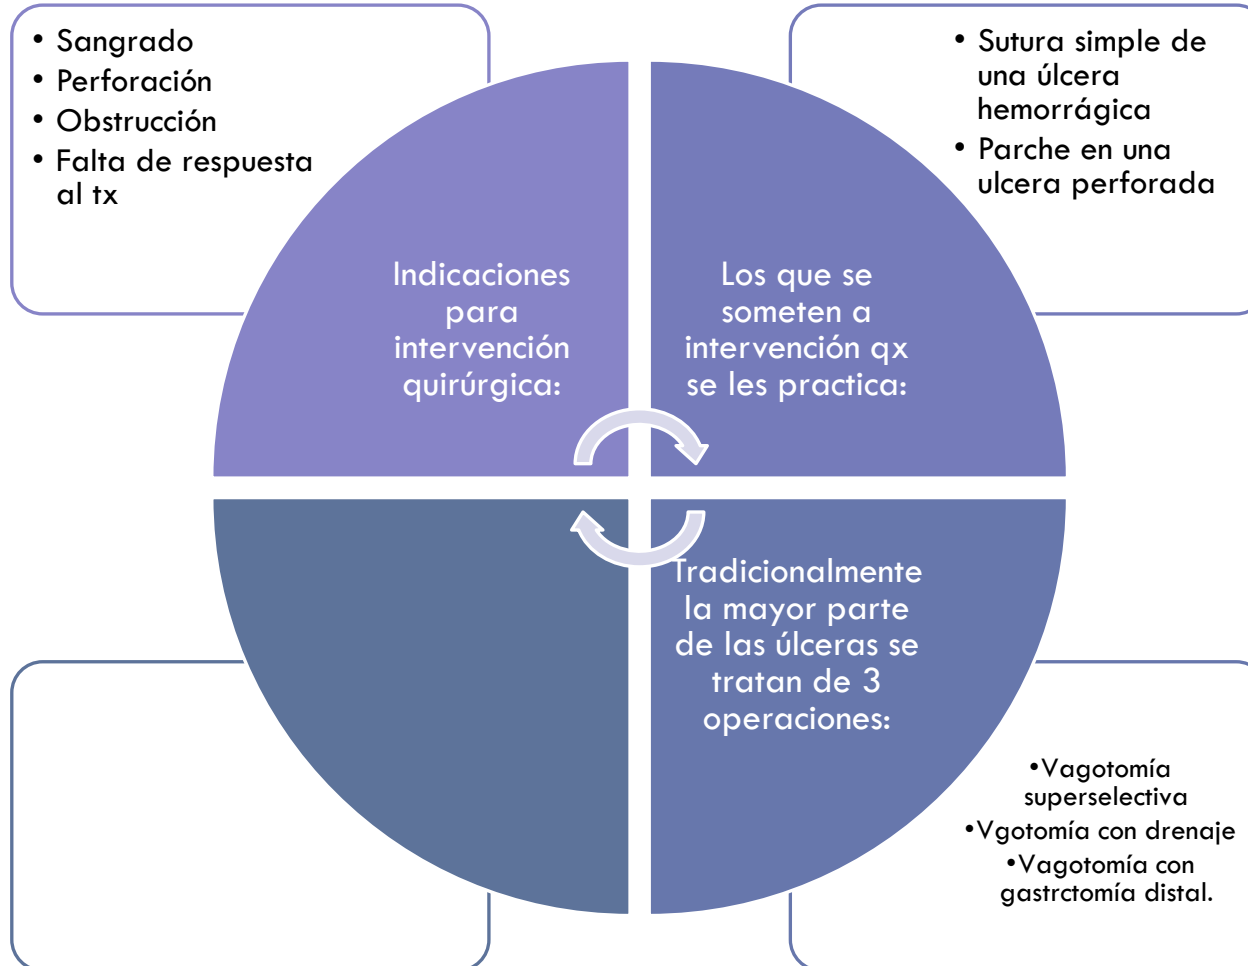 • Sangrado
• Perforación
• Obstrucción
• Falta de respuesta
al tx
Indicaciones
para
intervención
quirúrgica:
• Sutura simple de
una úlcera
hemorrágica
• Parche en una
ulcera perforada
Los que se
someten a
intervención qx
se les practica:
Tradicionalmente
la mayor parte
de las úlceras se
tratan de 3
operaciones:
•Vagotomía
superselectiva
•Vgotomía con drenaje
•Vagotomía con
gastrctomía distal.